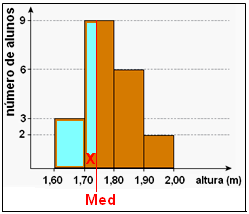 número de alunos
9
6
3
2
X
1,60 1,70 1,80 1,90 2,00 altura (m)
Med